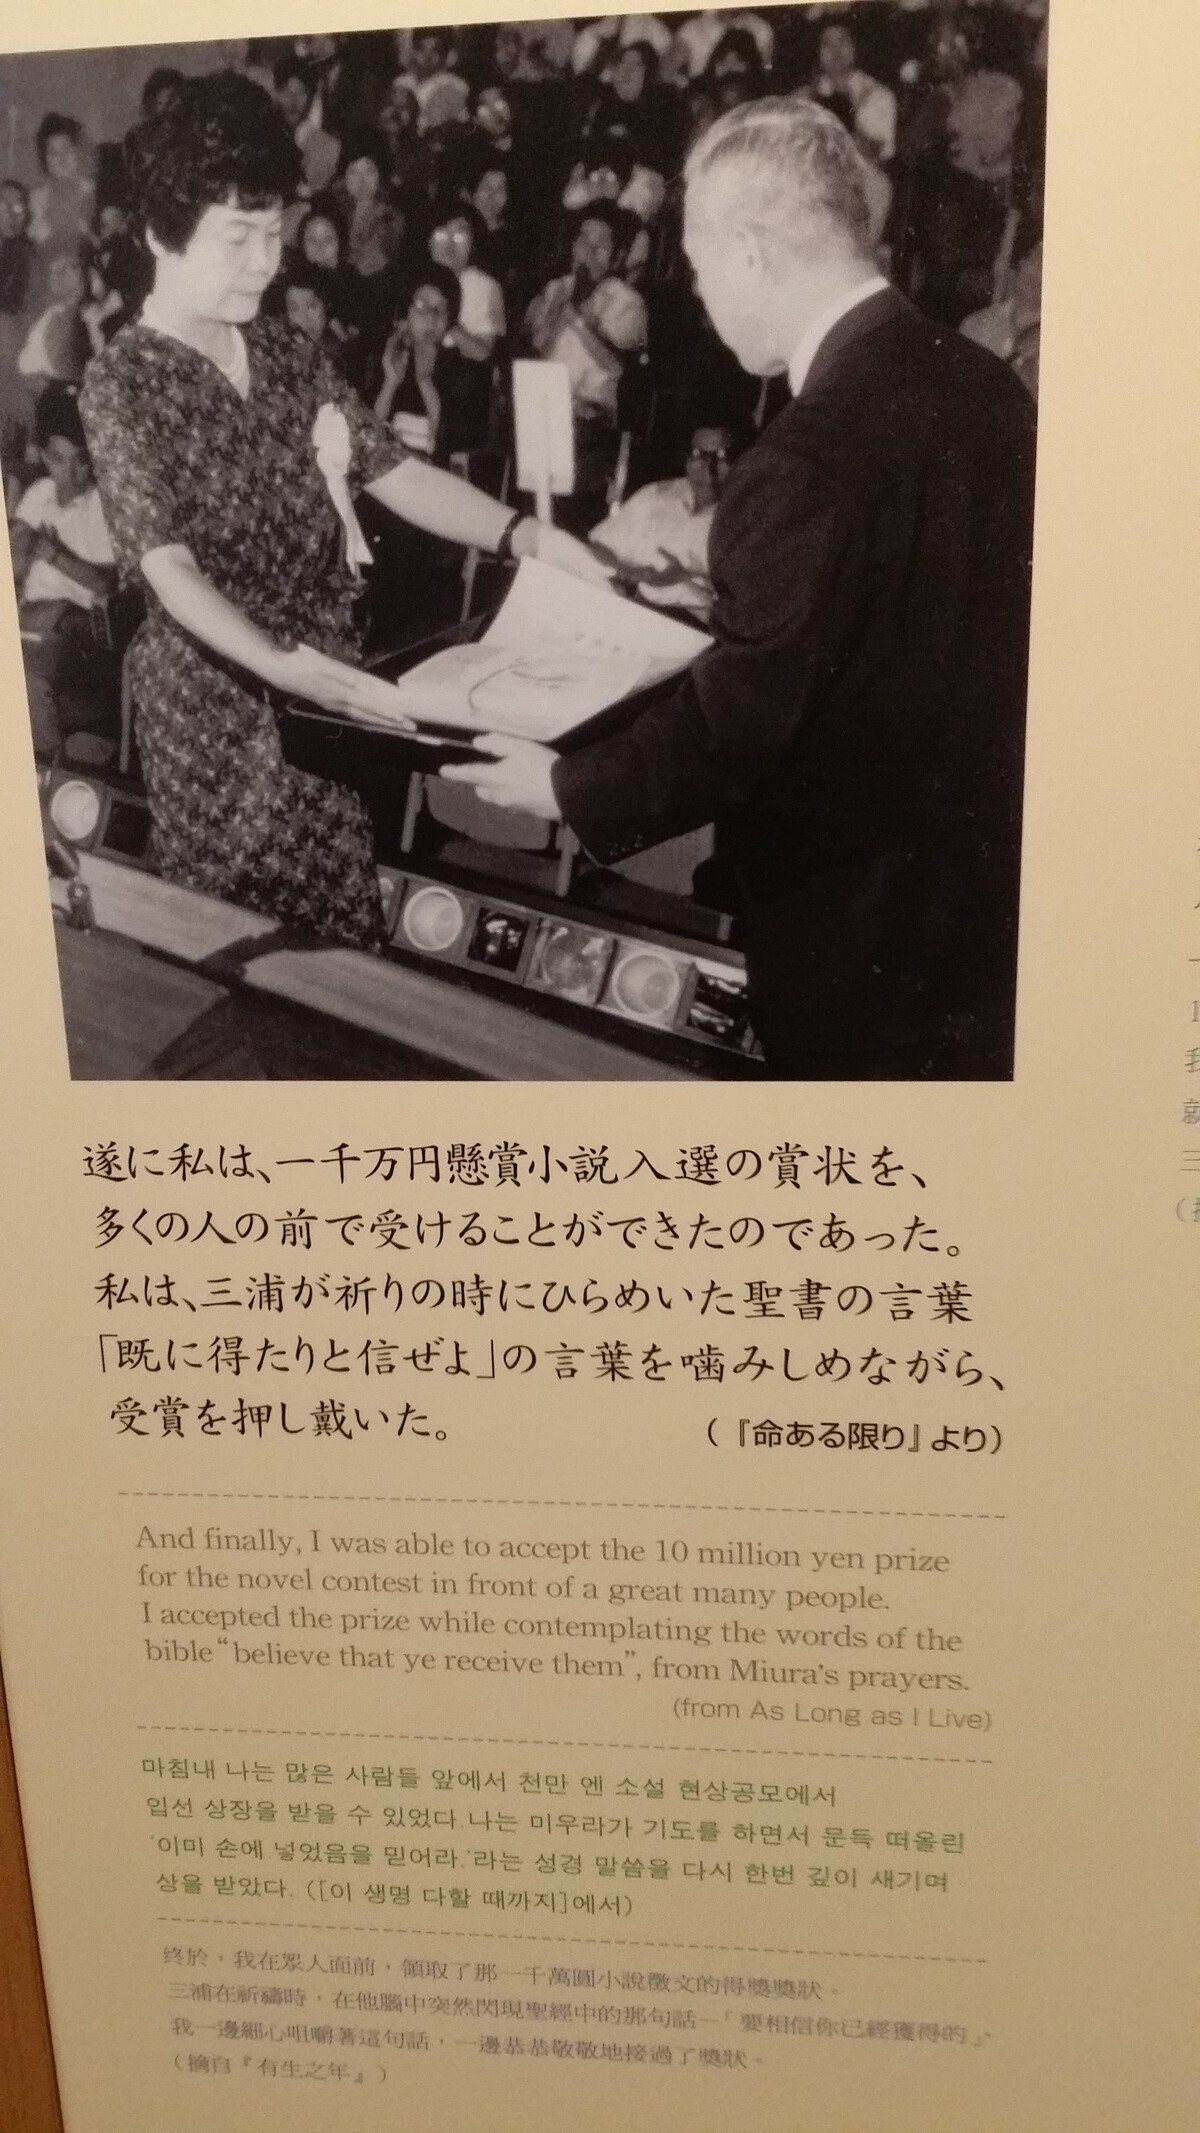 遂に私は、一千万円懸賞小説入選の賞状を、
多くの人の前で受けることができたのであった。
私は、三浦が祈りの時にひらめいた聖書の言葉
「既に得たりと信ぜよ」の言葉を噛みしめながら、
受賞を押し戴いた。 (『命ある限り』より)
And finally, I was able to accept the 10 million yen prize
for the novel contest in front of a great many people.
I accepted the prize while contemplating the words of the
bible “believe that ye receive them”, from Miura’s prayers.
(from As Long as I Live)
마침내 나는 많은 사람들 앞에서 천만 엔 소설 현상공모에서
입선 상장을 받을 수 있었다.나는 미우라가 기도를 하면서 문득 떠올린
‘이미 손에 넣었음을 믿어라.’라는 성경 말씀을 다시 한번 깊이 새기며
상을 받았다. ([이 생명 다할 때까지]에서)
終於，我在眾人面前，領取了那一千萬圓小說徵文的得獎獎狀。
三浦在祈禱時，在他腦中突然閃現聖經中的那句話－「要相信你已經獲得的」。
我一邊細心咀嚼著這句話，一邊恭恭敬敬地接過了獎狀。
（摘自『有生之年』）
一
1
我
就
三